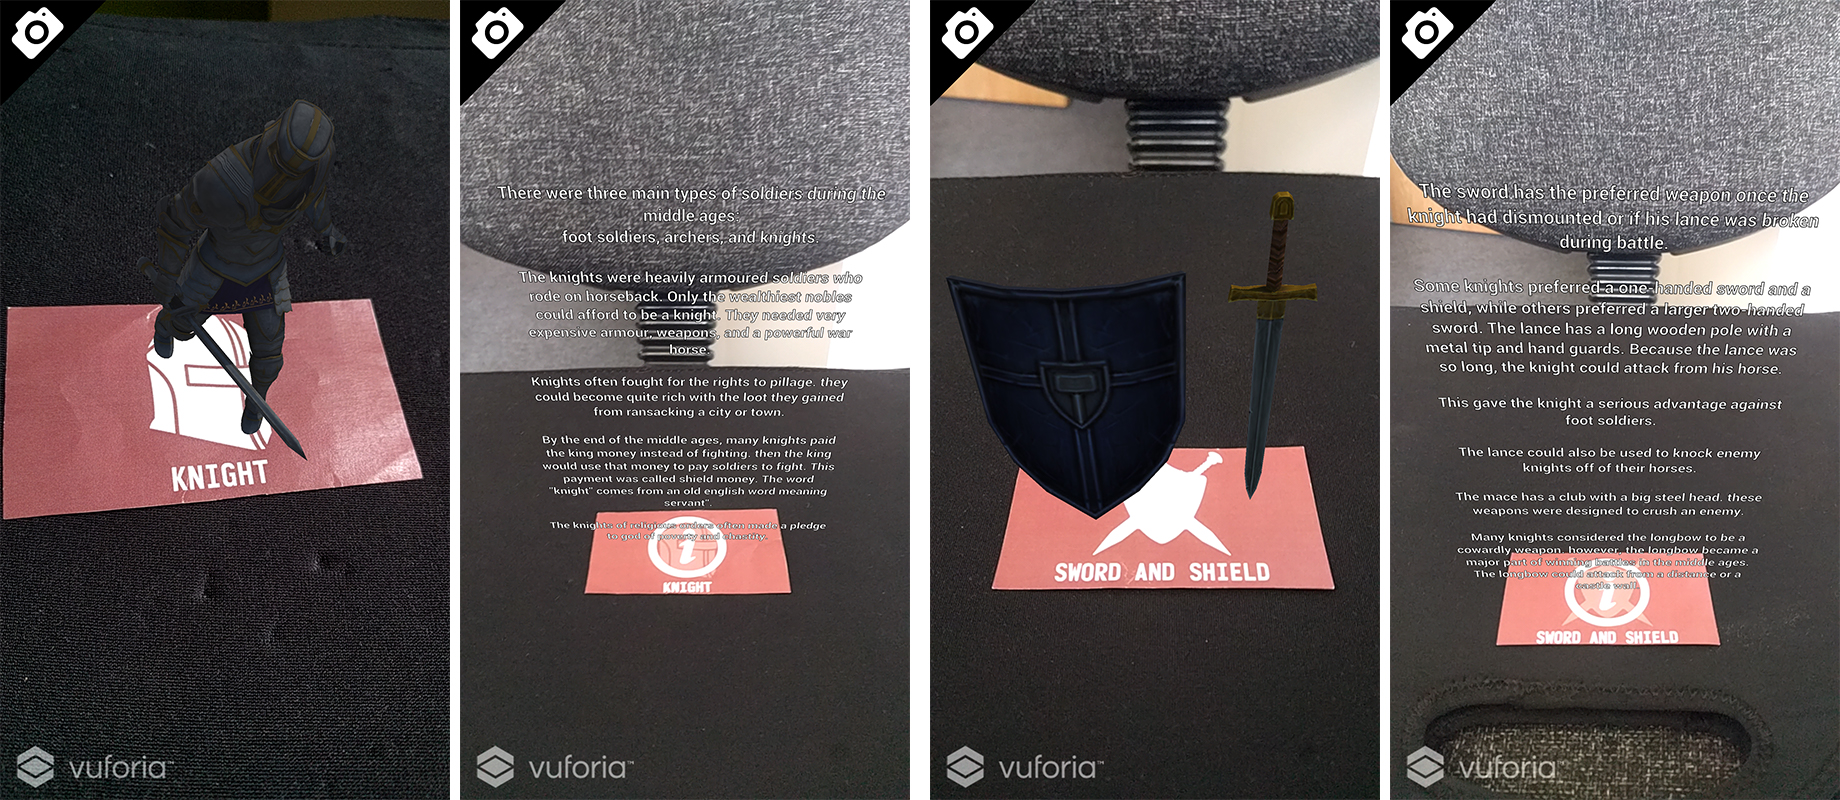 KNIGHT
vuforia™
There were three main types of soldiers during the
middle ages:
foot soldiers, archers, and knights.
The knights were heavily armoured soldiers who
rode on horseback. Only the wealthiest nobles
could afford to be a knight. They needed very
expensive armour, weapons, and a powerful war
horse.
Knights often fought for the rights to pillage. they
could become quite rich with the loot they gained
from ransacking a city or town.
By the end of the middle ages, many knights paid
the king money instead of fighting. then the king
would use that money to pay soldiers to fight. This
payment was called shield money. The word
"knight" comes from an old english word meaning
servant".
The knights of religious orders often made a pledge
to god of poverty and chastity.
i
KNIGHT
vuforia™
SWORD AND SHIELD
vuforia™
The sword has the preferred weapon once the
knight had dismounted or if his lance was broken
during battle.
Some knights preferred a one-handed sword and a
shield, while others preferred a larger two-handed
sword. The lance has a long wooden pole with a
metal tip and hand guards. Because the lance was
so long, the knight could attack from his horse.
This gave the knight a serious advantage against
foot soldiers.
The lance could also be used to knock enemy
knights off of their horses.
The mace has a club with a big steel head. these
weapons were designed to crush an enemy.
Many knights considered the longbow to be a
cowardly weapon. however, the longbow became a
major part of winning battles in the middle ages.
The longbow could attack from a distance or a
castle wall.
i
SWORD AND SHIELD
vuforia™